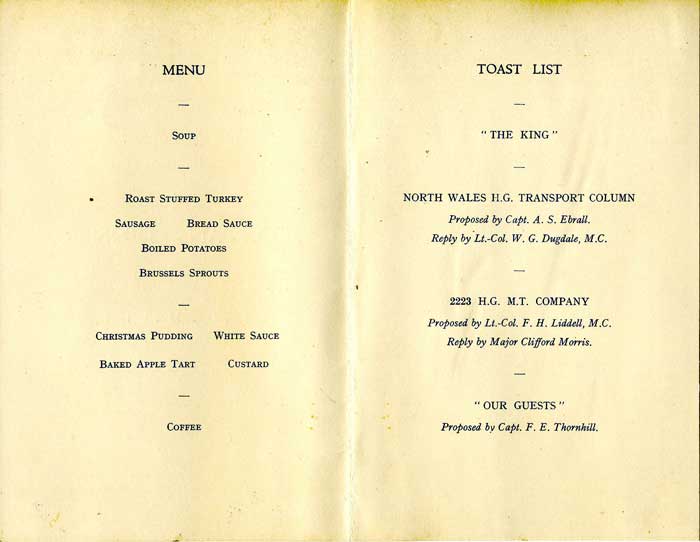 MENU
—
SOUP
—
ROAST STUFFED TURKEY
SAUSAGE BREAD SAUCE
BOILED POTATOES
BRUSSELS SPROUTS
—
CHRISTMAS PUDDING WHITE SAUCE
BAKED APPLE TART CUSTARD
—
COFFEE
TOAST LIST
—
" THE KING "
—
NORTH WALES H.G. TRANSPORT COLUMN
Proposed by Capt. A. S. Ebrall.
Reply by Lt.-Col. W. G. Dugdale, M.C.
—
2223 H.G. M.T. COMPANY
Proposed by Lt.-Col. F. H. Liddell, M.C.
Reply by Major Clifford Morris.
—
" OUR GUESTS "
Proposed by Capt. F. E. Thornhill.